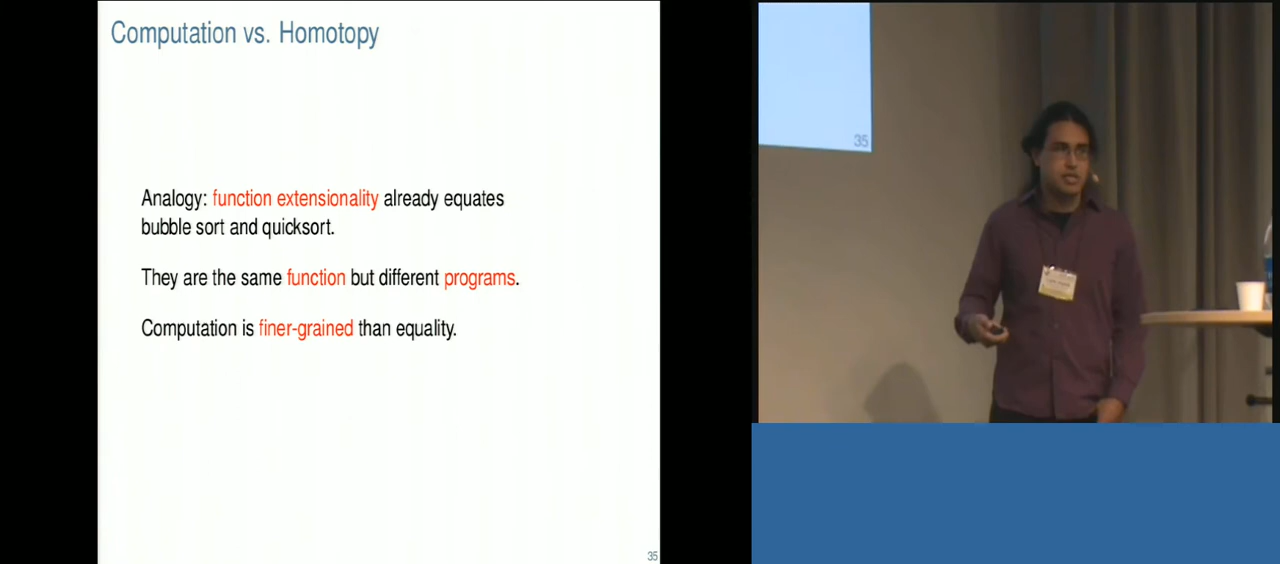 Computation vs. Homotopy
Analogy: function extensionality already equates
bubble sort and quicksort.
They are the same function but different programs.
Computation is finer-grained than equality.
35
35